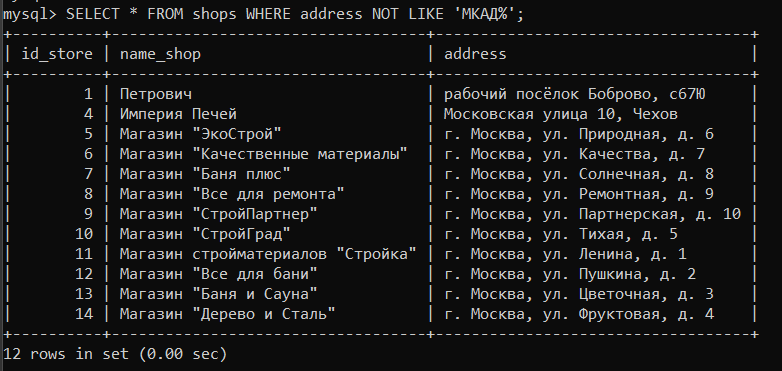 mysql> SELECT * FROM shops WHERE address NOT LIKE 'МКАД%';
+----------+-----------------------------------+----------------------------------+
| id_store | name_shop                         | address                          |
+----------+-----------------------------------+----------------------------------+
|        1 | Петрович                          | рабочий посёлок Боброво, с67Ю    |
|        4 | Империя Печей                     | Московская улица 10, Чехов       |
|        5 | Магазин "ЭкоСтрой"                | г. Москва, ул. Природная, д. 6   |
|        6 | Магазин "Качественные материалы"  | г. Москва, ул. Качества, д. 7    |
|        7 | Магазин "Баня плюс"               | г. Москва, ул. Солнечная, д. 8   |
|        8 | Магазин "Все для ремонта"         | г. Москва, ул. Ремонтная, д. 9   |
|        9 | Магазин "СтройПартнер"            | г. Москва, ул. Партнерская, д. 10 |
|       10 | Магазин "СтройГрад"               | г. Москва, ул. Тихая, д. 5       |
|       11 | Магазин стройматериалов "Стройка" | г. Москва, ул. Ленина, д. 1      |
|       12 | Магазин "Все для бани"            | г. Москва, ул. Пушкина, д. 2     |
|       13 | Магазин "Баня и Сауна"            | г. Москва, ул. Цветочная, д. 3   |
|       14 | Магазин "Дерево и Сталь"          | г. Москва, ул. Фруктовая, д. 4   |
+----------+-----------------------------------+----------------------------------+
12 rows in set (0.00 sec)